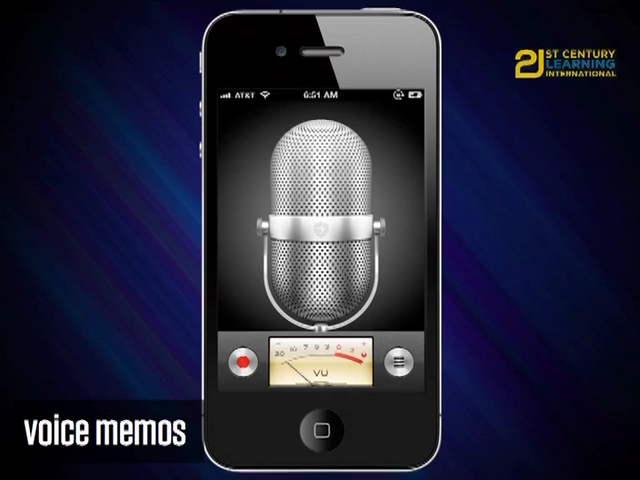 21
ST CENTURY
LEARNING
INTERNATIONAL
AT&T 6:51 AM
VU
voice memos